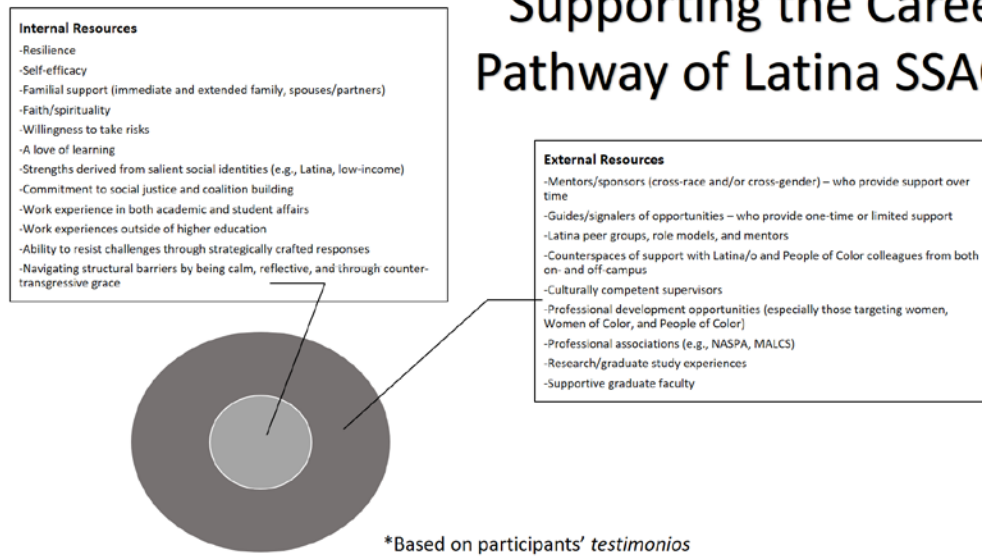 Supporting the Caree
Pathway of Latina SSAO
Internal Resources
-Resilience
-Self-efficacy
-Familial support (immediate and extended family, spouses/partners)
-Faith/spirituality
-Willingness to take risks
-A love of learning
-Strengths derived from salient social identities (e.g., Latina, low-income)
-Commitment to social justice and coalition building
-Work experience in both academic and student affairs
-Work experiences outside of higher education
-Ability to resist challenges through strategically crafted responses
-Navigating structural barriers by being calm, reflective, and through counter-
transgressive grace
External Resources
-Mentors/sponsors (cross-race and/or cross-gender) – who provide support over
time
-Guides/signalers of opportunities – who provide one-time or limited support
-Latina peer groups, role models, and mentors
-Counterspaces of support with Latina/o and People of Color colleagues from both
on- and off-campus
-Culturally competent supervisors
-Professional development opportunities (especially those targeting women,
Women of Color, and People of Color)
-Professional associations (e.g., NASPA, MALCS)
-Research/graduate study experiences
-Supportive graduate faculty
*Based on participants’ testimonios